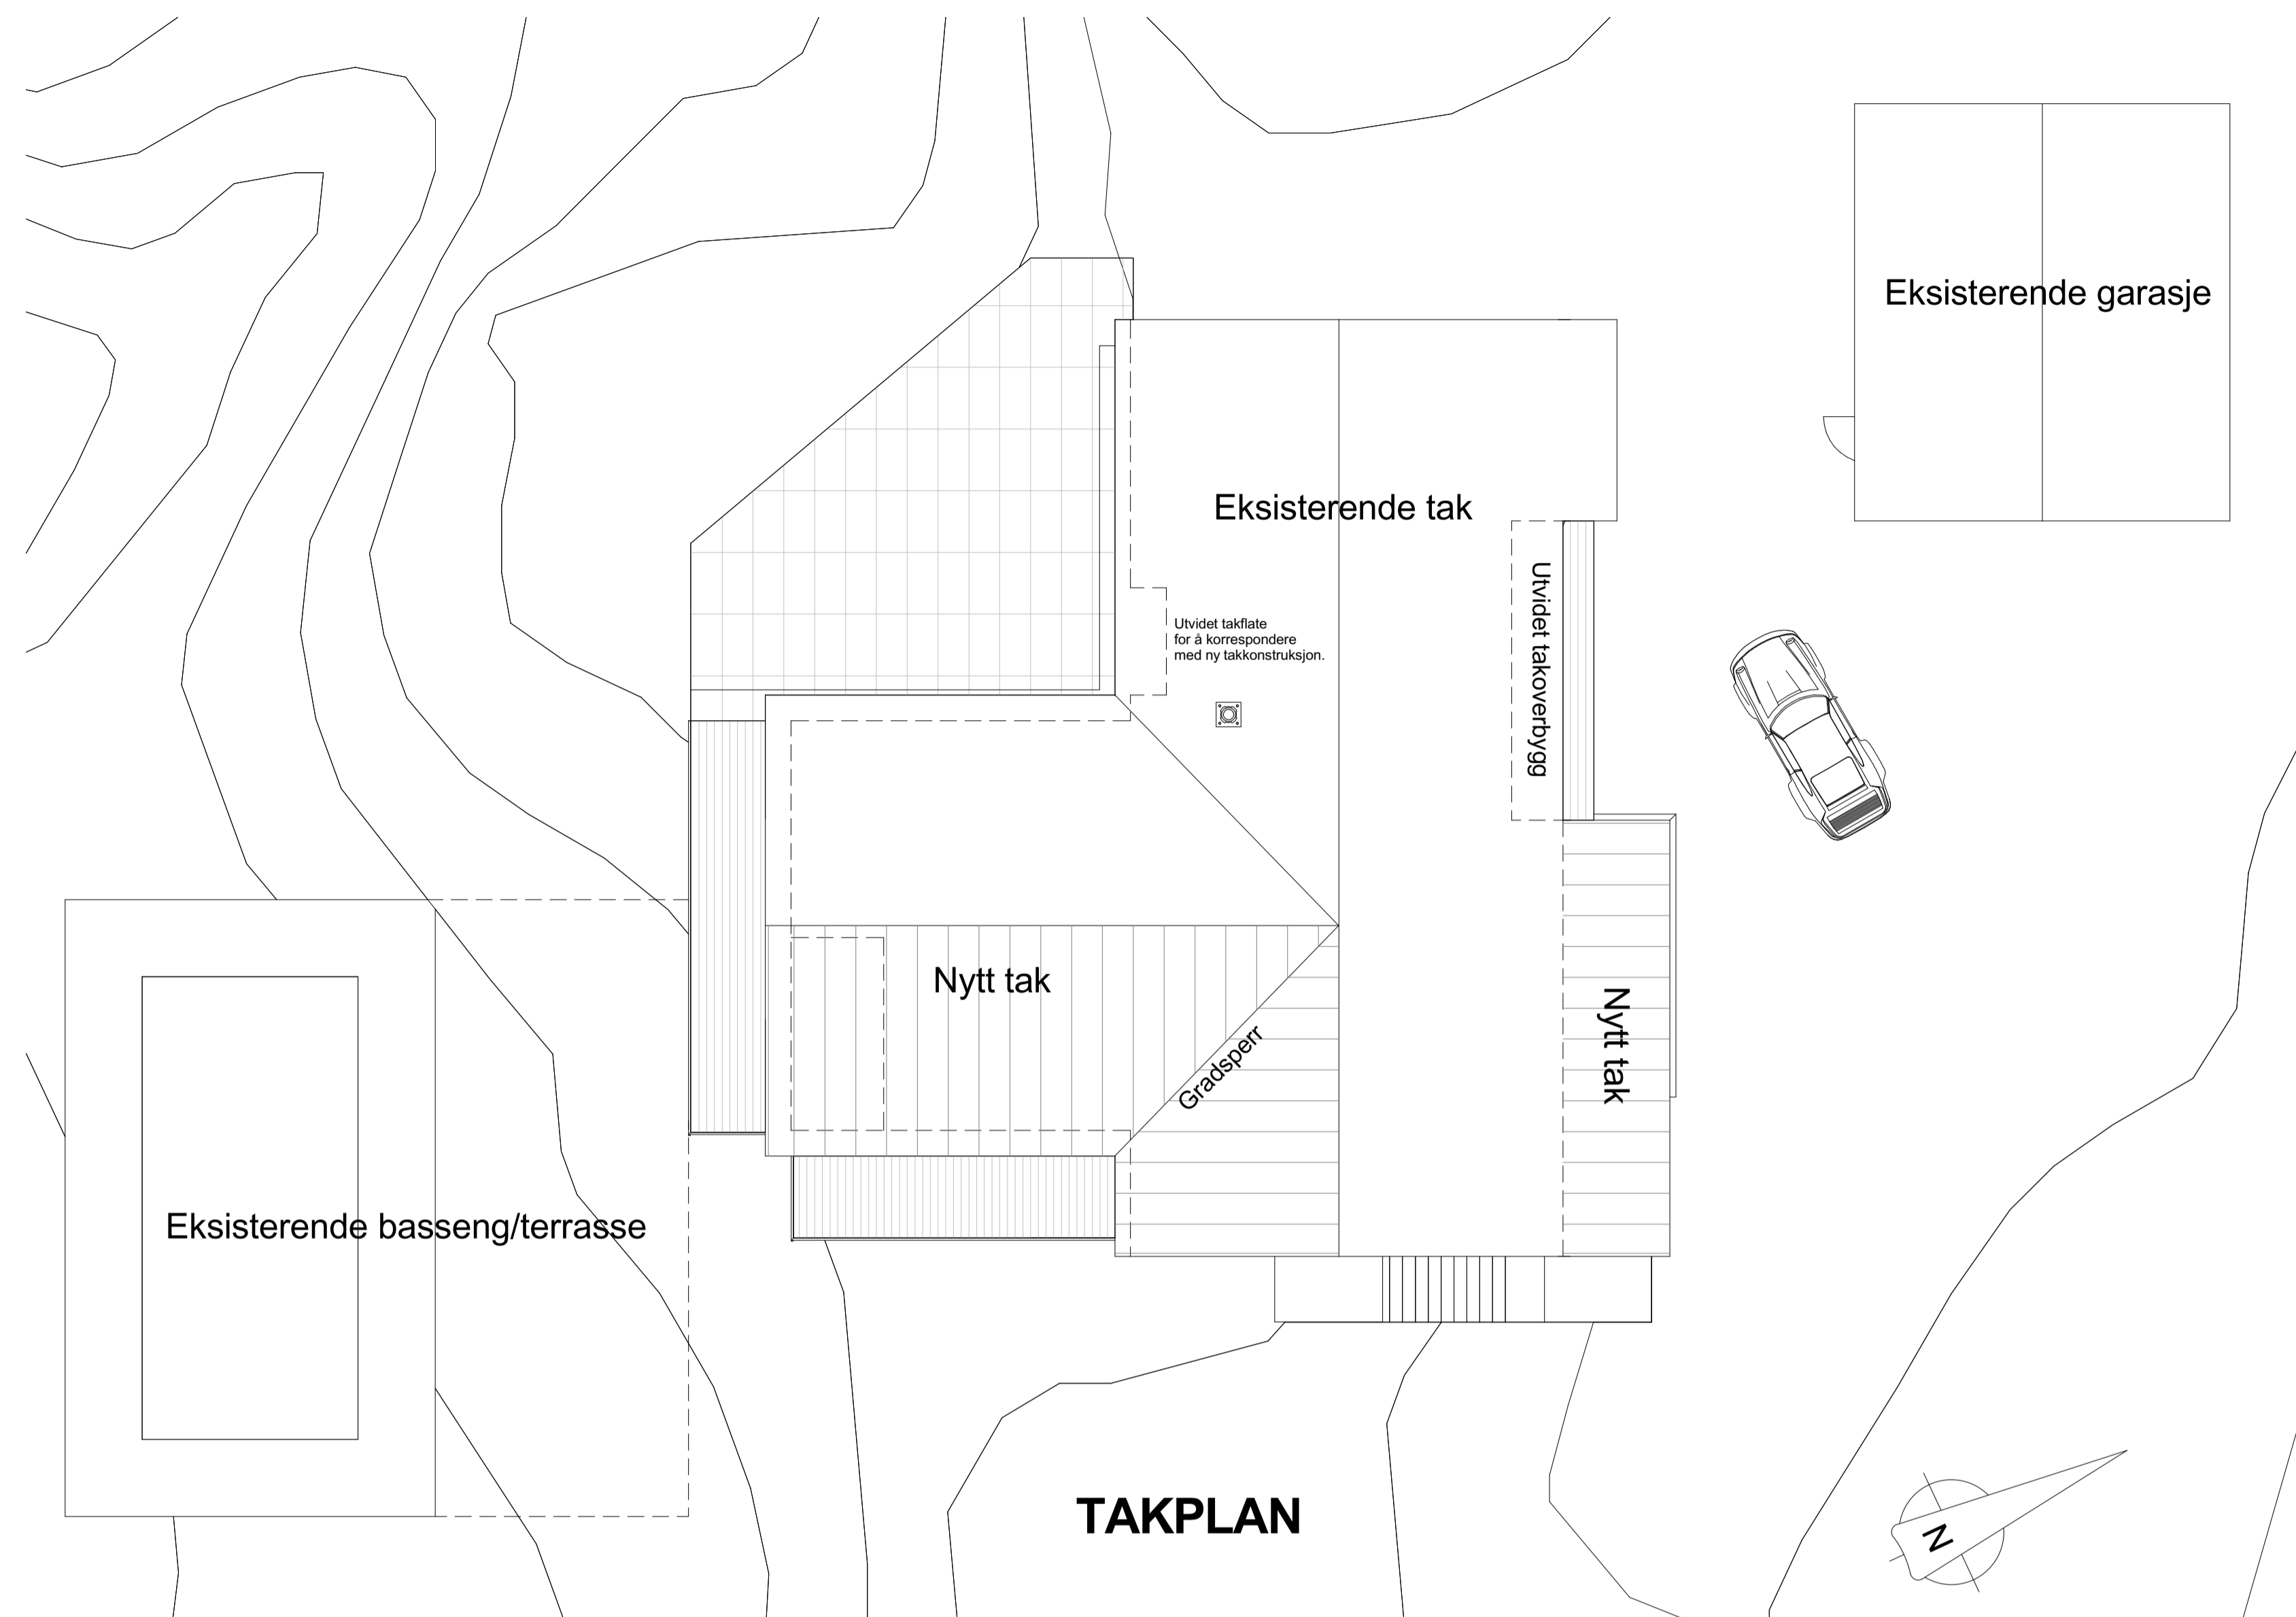 Eksisterende garasje
Eksisterende tak
Utvidet takoverbygg
Utvidet takflate
for å korrespondere
med ny takkonstruksjon.
Nytt tak
Gradsperr
Nytt tak
Eksisterende basseng/terrasse
TAKPLAN
N